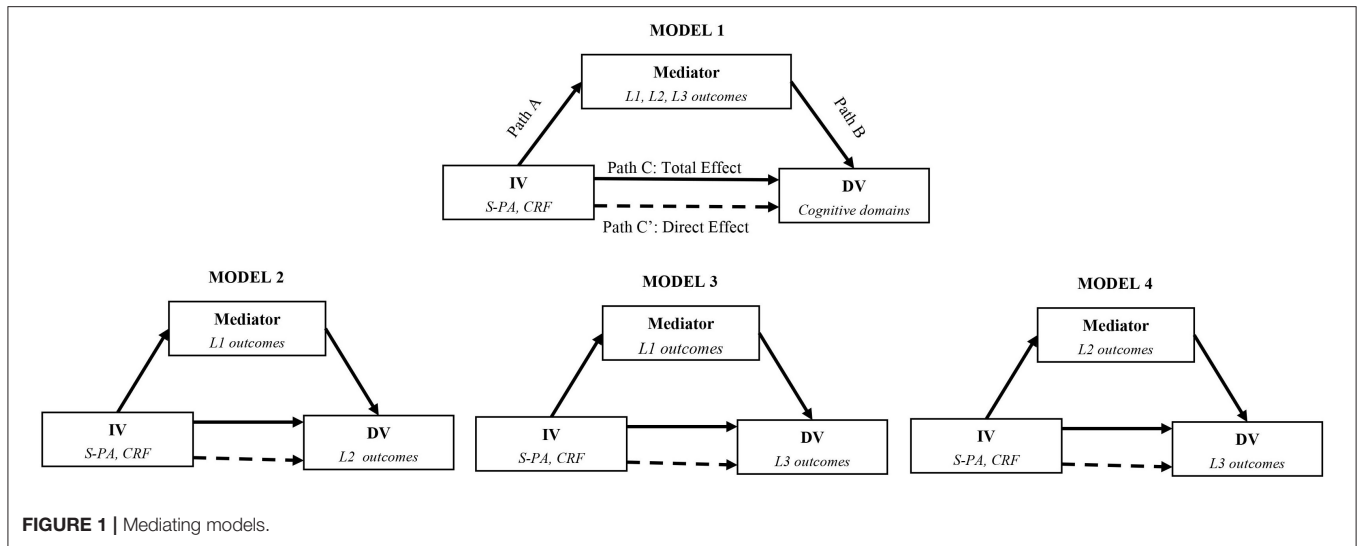 MODEL 1
Mediator
L1, L2, L3 outcomes
Path A
Path B
Path C: Total Effect
IV
S-PA, CRF
DV
Cognitive domains
Path C’: Direct Effect
MODEL 2
Mediator
L1 outcomes
IV
S-PA, CRF
DV
L2 outcomes
MODEL 3
Mediator
L1 outcomes
IV
S-PA, CRF
DV
L3 outcomes
MODEL 4
Mediator
L2 outcomes
IV
S-PA, CRF
DV
L3 outcomes
FIGURE 1 | Mediating models.